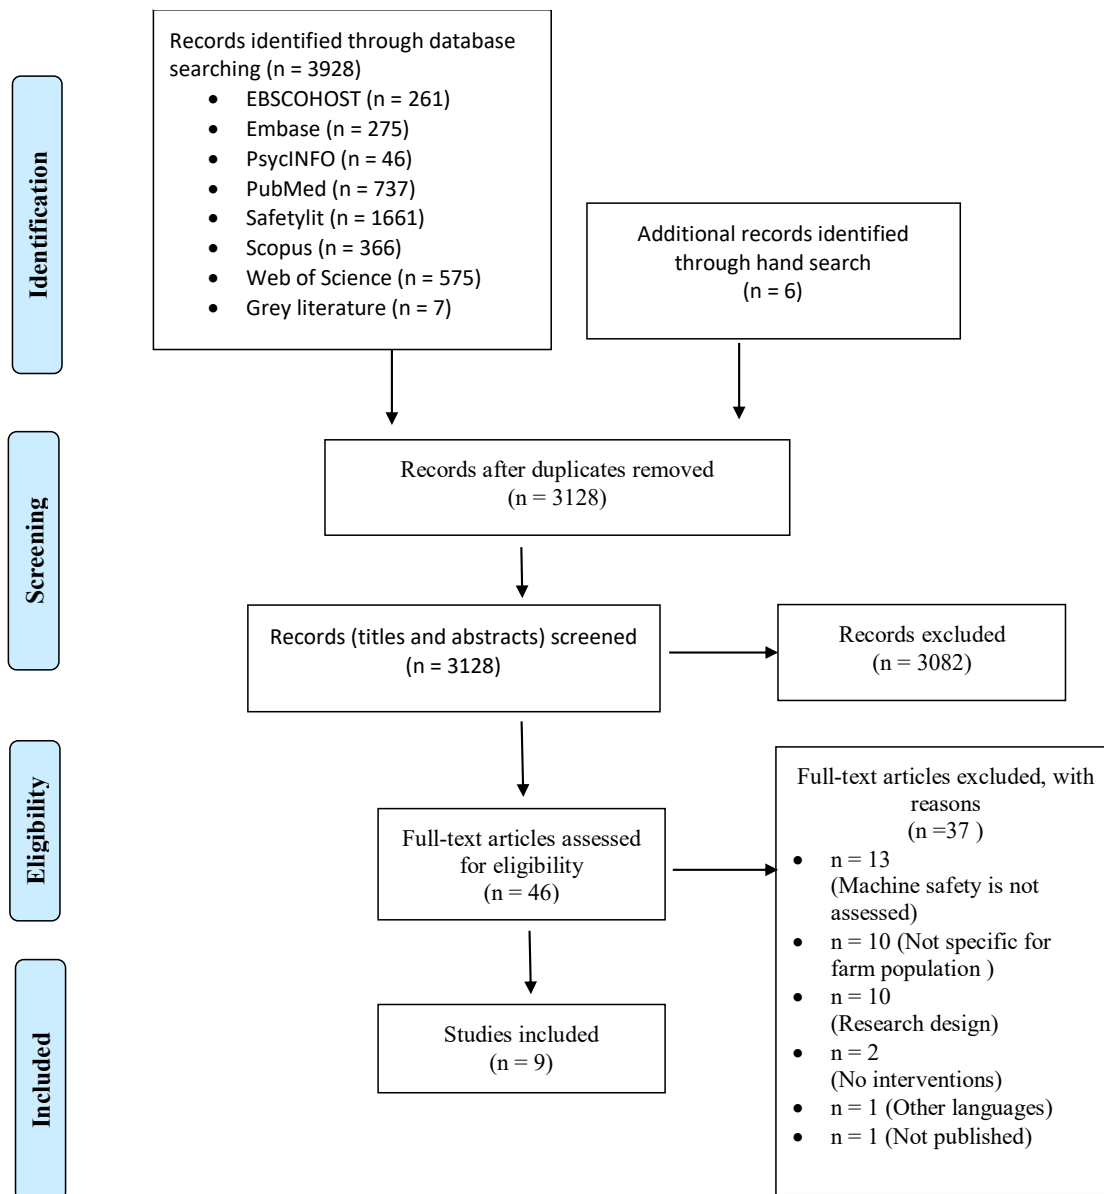 Identification
Records identified through database
searching (n = 3928)
• EBSCOHOST (n = 261)
• Embase (n = 275)
• PsycINFO (n = 46)
• PubMed (n = 737)
• Safetylit (n = 1661)
• Scopus (n = 366)
• Web of Science (n = 575)
• Grey literature (n = 7)
Additional records identified
through hand search
(n = 6)
Screening
Records after duplicates removed
(n = 3128)
Records (titles and abstracts) screened
(n = 3128)
Records excluded
(n = 3082)
Eligibility
Full-text articles assessed
for eligibility
(n = 46)
Full-text articles excluded, with
reasons
(n =37 )
• n = 13
(Machine safety is not
assessed)
• n = 10 (Not specific for
farm population )
• n = 10
(Research design)
• n = 2
(No interventions)
• n = 1 (Other languages)
• n = 1 (Not published)
Included
Studies included
(n = 9)